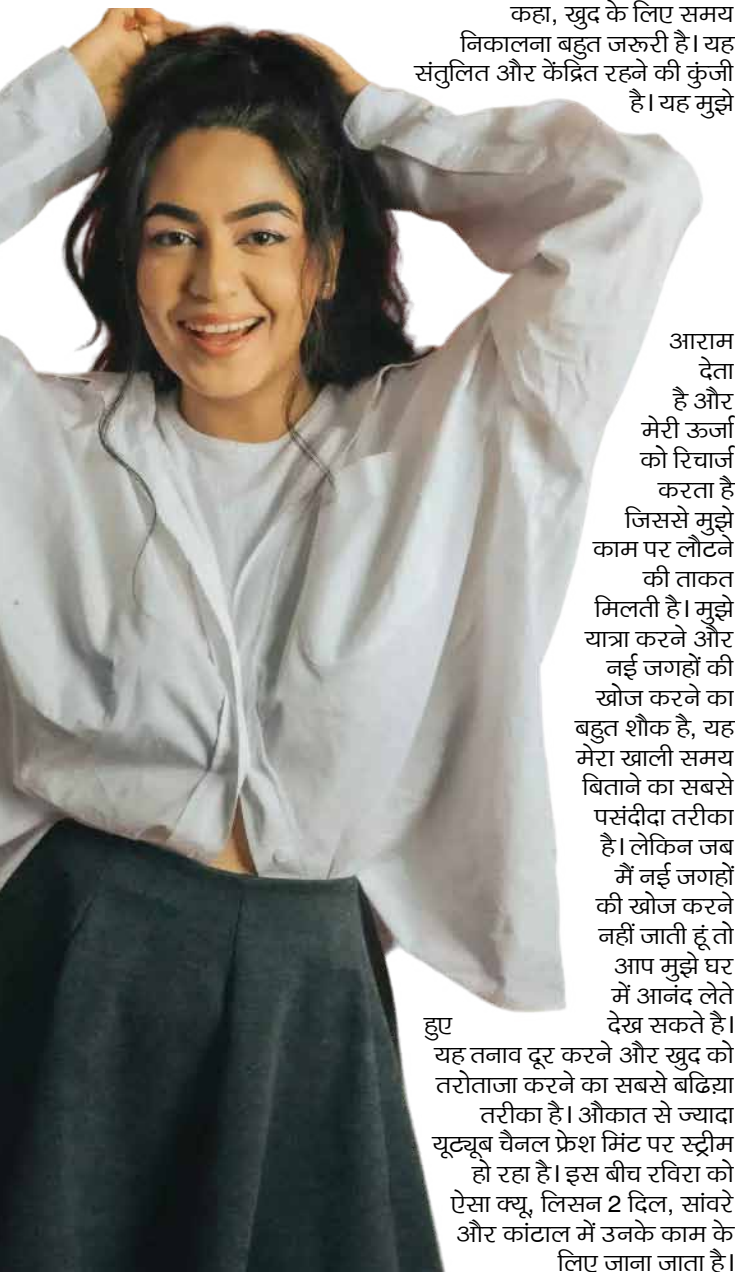 कहा, खुद के लिए समय
निकालना बहुत जरूरी है। यह
संतुलित और केंद्रित रहने की कुंजी
है। यह मुझे
आराम
देता
है और
मेरी ऊर्जा
को रिचार्ज
करता है
जिससे मुझे
काम पर लौटने
की ताकत
मिलती है। मुझे
यात्रा करने और
नई जगहों की
खोज करने का
बहुत शौक है, यह
मेरा खाली समय
बिताने का सबसे
पसंदीदा तरीका
है। लेकिन जब
मैं नई जगहों
की खोज करने
नहीं जाती हूं तो
आप मुझे घर
में आनंद लेते
हुए देख सकते है।
यह तनाव दूर करने और खुद को
तरोताजा करने का सबसे बढिय़ा
तरीका है। औकात से ज्यादा
यूट्यूब चैनल फ्रेश मिंट पर स्ट्रीम
हो रहा है। इस बीच रविरा को
ऐसा क्यू, लिसन 2 दिल, सांवरे
और कांटाल में उनके काम के
लिए जाना जाता है।